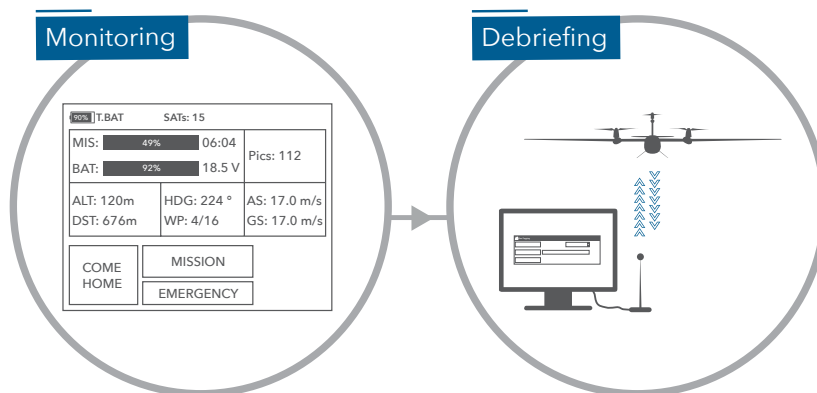 Monitoring
90% T.BAT SATs: 15
MIS: 49% 06:04
BAT: 92% 18.5 V
Pics: 112
ALT: 120m
DST: 676m
HDG: 224 °
WP: 4/16
AS: 17.0 m/s
GS: 17.0 m/s
COME
HOME
MISSION
EMERGENCY
Debriefing